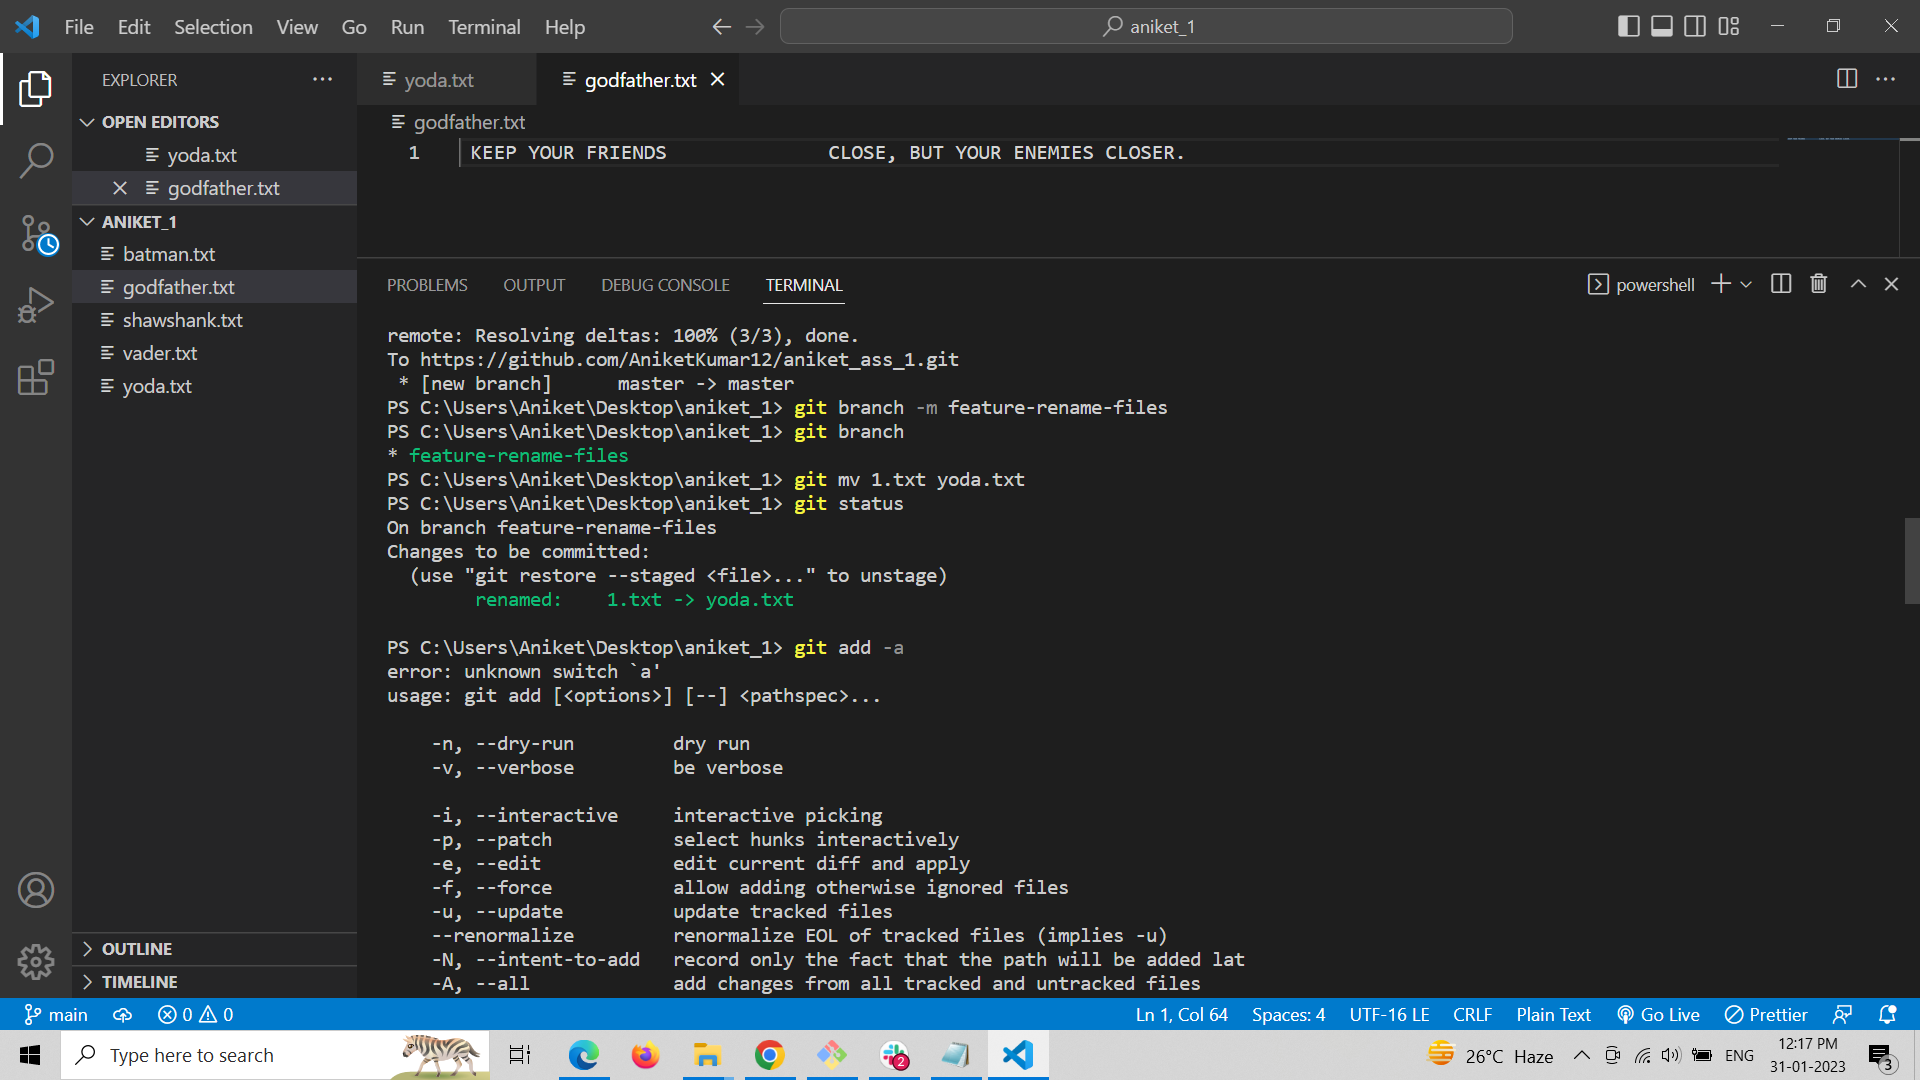 File Edit Selection View Go Run Terminal Help aniket_1
EXPLORER
OPEN EDITORS
yoda.txt
godfather.txt
ANIKET_1
batman.txt
godfather.txt
shawshank.txt
vader.txt
yoda.txt
OUTLINE
TIMELINE
yoda.txt godfather.txt
godfather.txt
1 KEEP YOUR FRIENDS CLOSE, BUT YOUR ENEMIES CLOSER.
PROBLEMS OUTPUT DEBUG CONSOLE TERMINAL powershell
remote: Resolving deltas: 100% (3/3), done.
To https://github.com/AniketKumar12/aniket_ass_1.git
* [new branch] master -> master
PS C:\Users\Aniket\Desktop\aniket_1> git branch -m feature-rename-files
PS C:\Users\Aniket\Desktop\aniket_1> git branch
* feature-rename-files
PS C:\Users\Aniket\Desktop\aniket_1> git mv 1.txt yoda.txt
PS C:\Users\Aniket\Desktop\aniket_1> git status
On branch feature-rename-files
Changes to be committed:
(use "git restore --staged <file>..." to unstage)
renamed: 1.txt -> yoda.txt
PS C:\Users\Aniket\Desktop\aniket_1> git add -a
error: unknown switch `a'
usage: git add [<options>] [--] <pathspec>...
-n, --dry-run dry run
-v, --verbose be verbose
-i, --interactive interactive picking
-p, --patch select hunks interactively
-e, --edit edit current diff and apply
-f, --force allow adding otherwise ignored files
-u, --update update tracked files
--renormalize renormalize EOL of tracked files (implies -u)
-N, --intent-to-add record only the fact that the path will be added lat
-A, --all add changes from all tracked and untracked files
main 0 0 Ln 1, Col 64 Spaces: 4 UTF-16 LE CRLF Plain Text Go Live Prettier
Type here to search 2 26°C Haze ENG 12:17 PM 3
31-01-2023